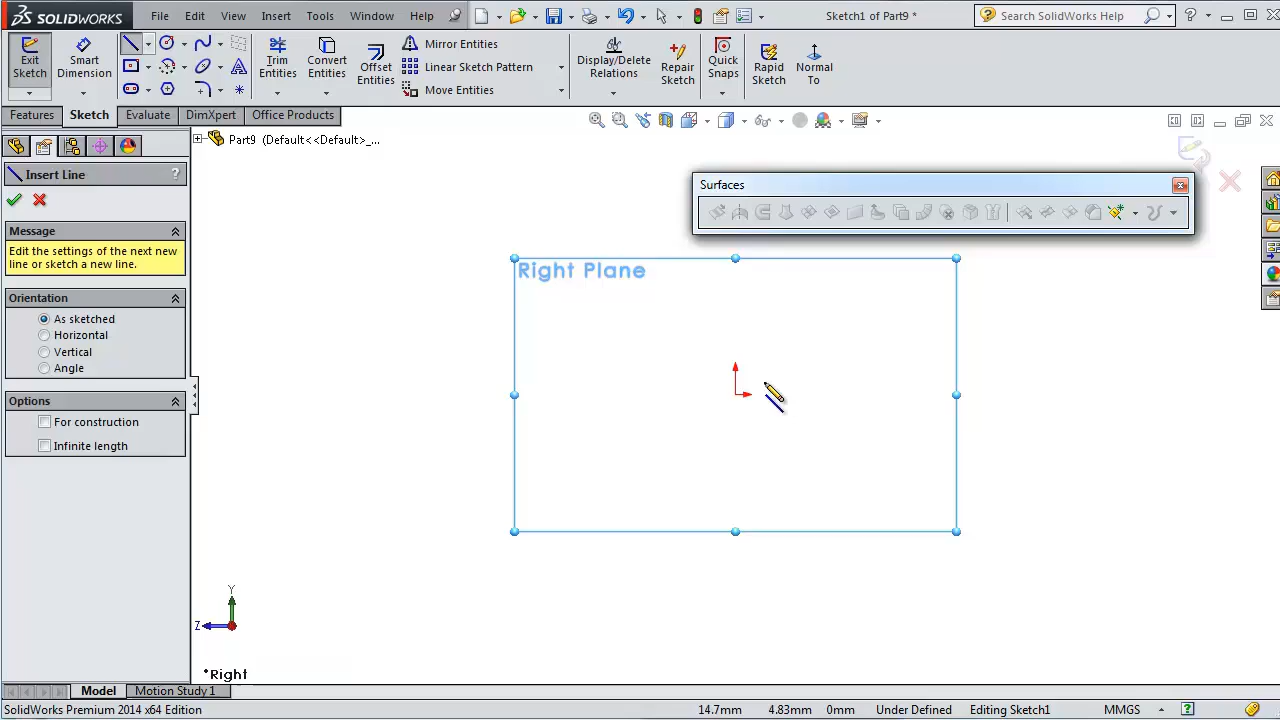 SOLIDWORKS File Edit View Insert Tools Window Help Sketch1 of Part9 * Search SolidWorks Help
Exit Sketch
Smart Dimension
Trim Entities
Convert Entities
Offset Entities
Mirror Entities
Linear Sketch Pattern
Move Entities
Display/Delete Relations
Repair Sketch
Quick Snaps
Rapid Sketch
Normal To
Features Sketch Evaluate DimXpert Office Products
Part9 (Default<<Default>_...
Insert Line ?
Surfaces
Message
Edit the settings of the next new
line or sketch a new line.
Right Plane
Orientation
As sketched
Horizontal
Vertical
Angle
Options
For construction
Infinite length
Y
Z
*Right
Model Motion Study 1
SolidWorks Premium 2014 x64 Edition 14.7mm 4.83mm 0mm Under Defined Editing Sketch1 MMGS